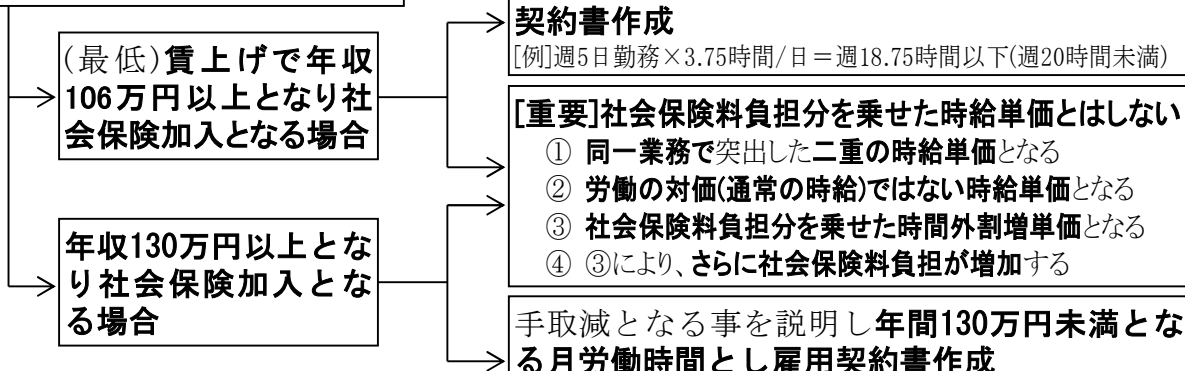 (最低)賃上げで年収
106万円以上となり社
会保険加入となる場合
年収130万円以上とな
り社会保険加入とな
る場合
契約書作成
[例]週5日勤務×3.75時間/日＝週18.75時間以下(週20時間未満)
[重要]社会保険料負担分を乗せた時給単価とはしない
① 同一業務で突出した二重の時給単価となる
② 労働の対価(通常の時給)ではない時給単価となる
③ 社会保険料負担分を乗せた時間外割増単価となる
④ ③により、さらに社会保険料負担が増加する
手取減となる事を説明し年間130万円未満とな
る月労働時間とし雇用契約書作成